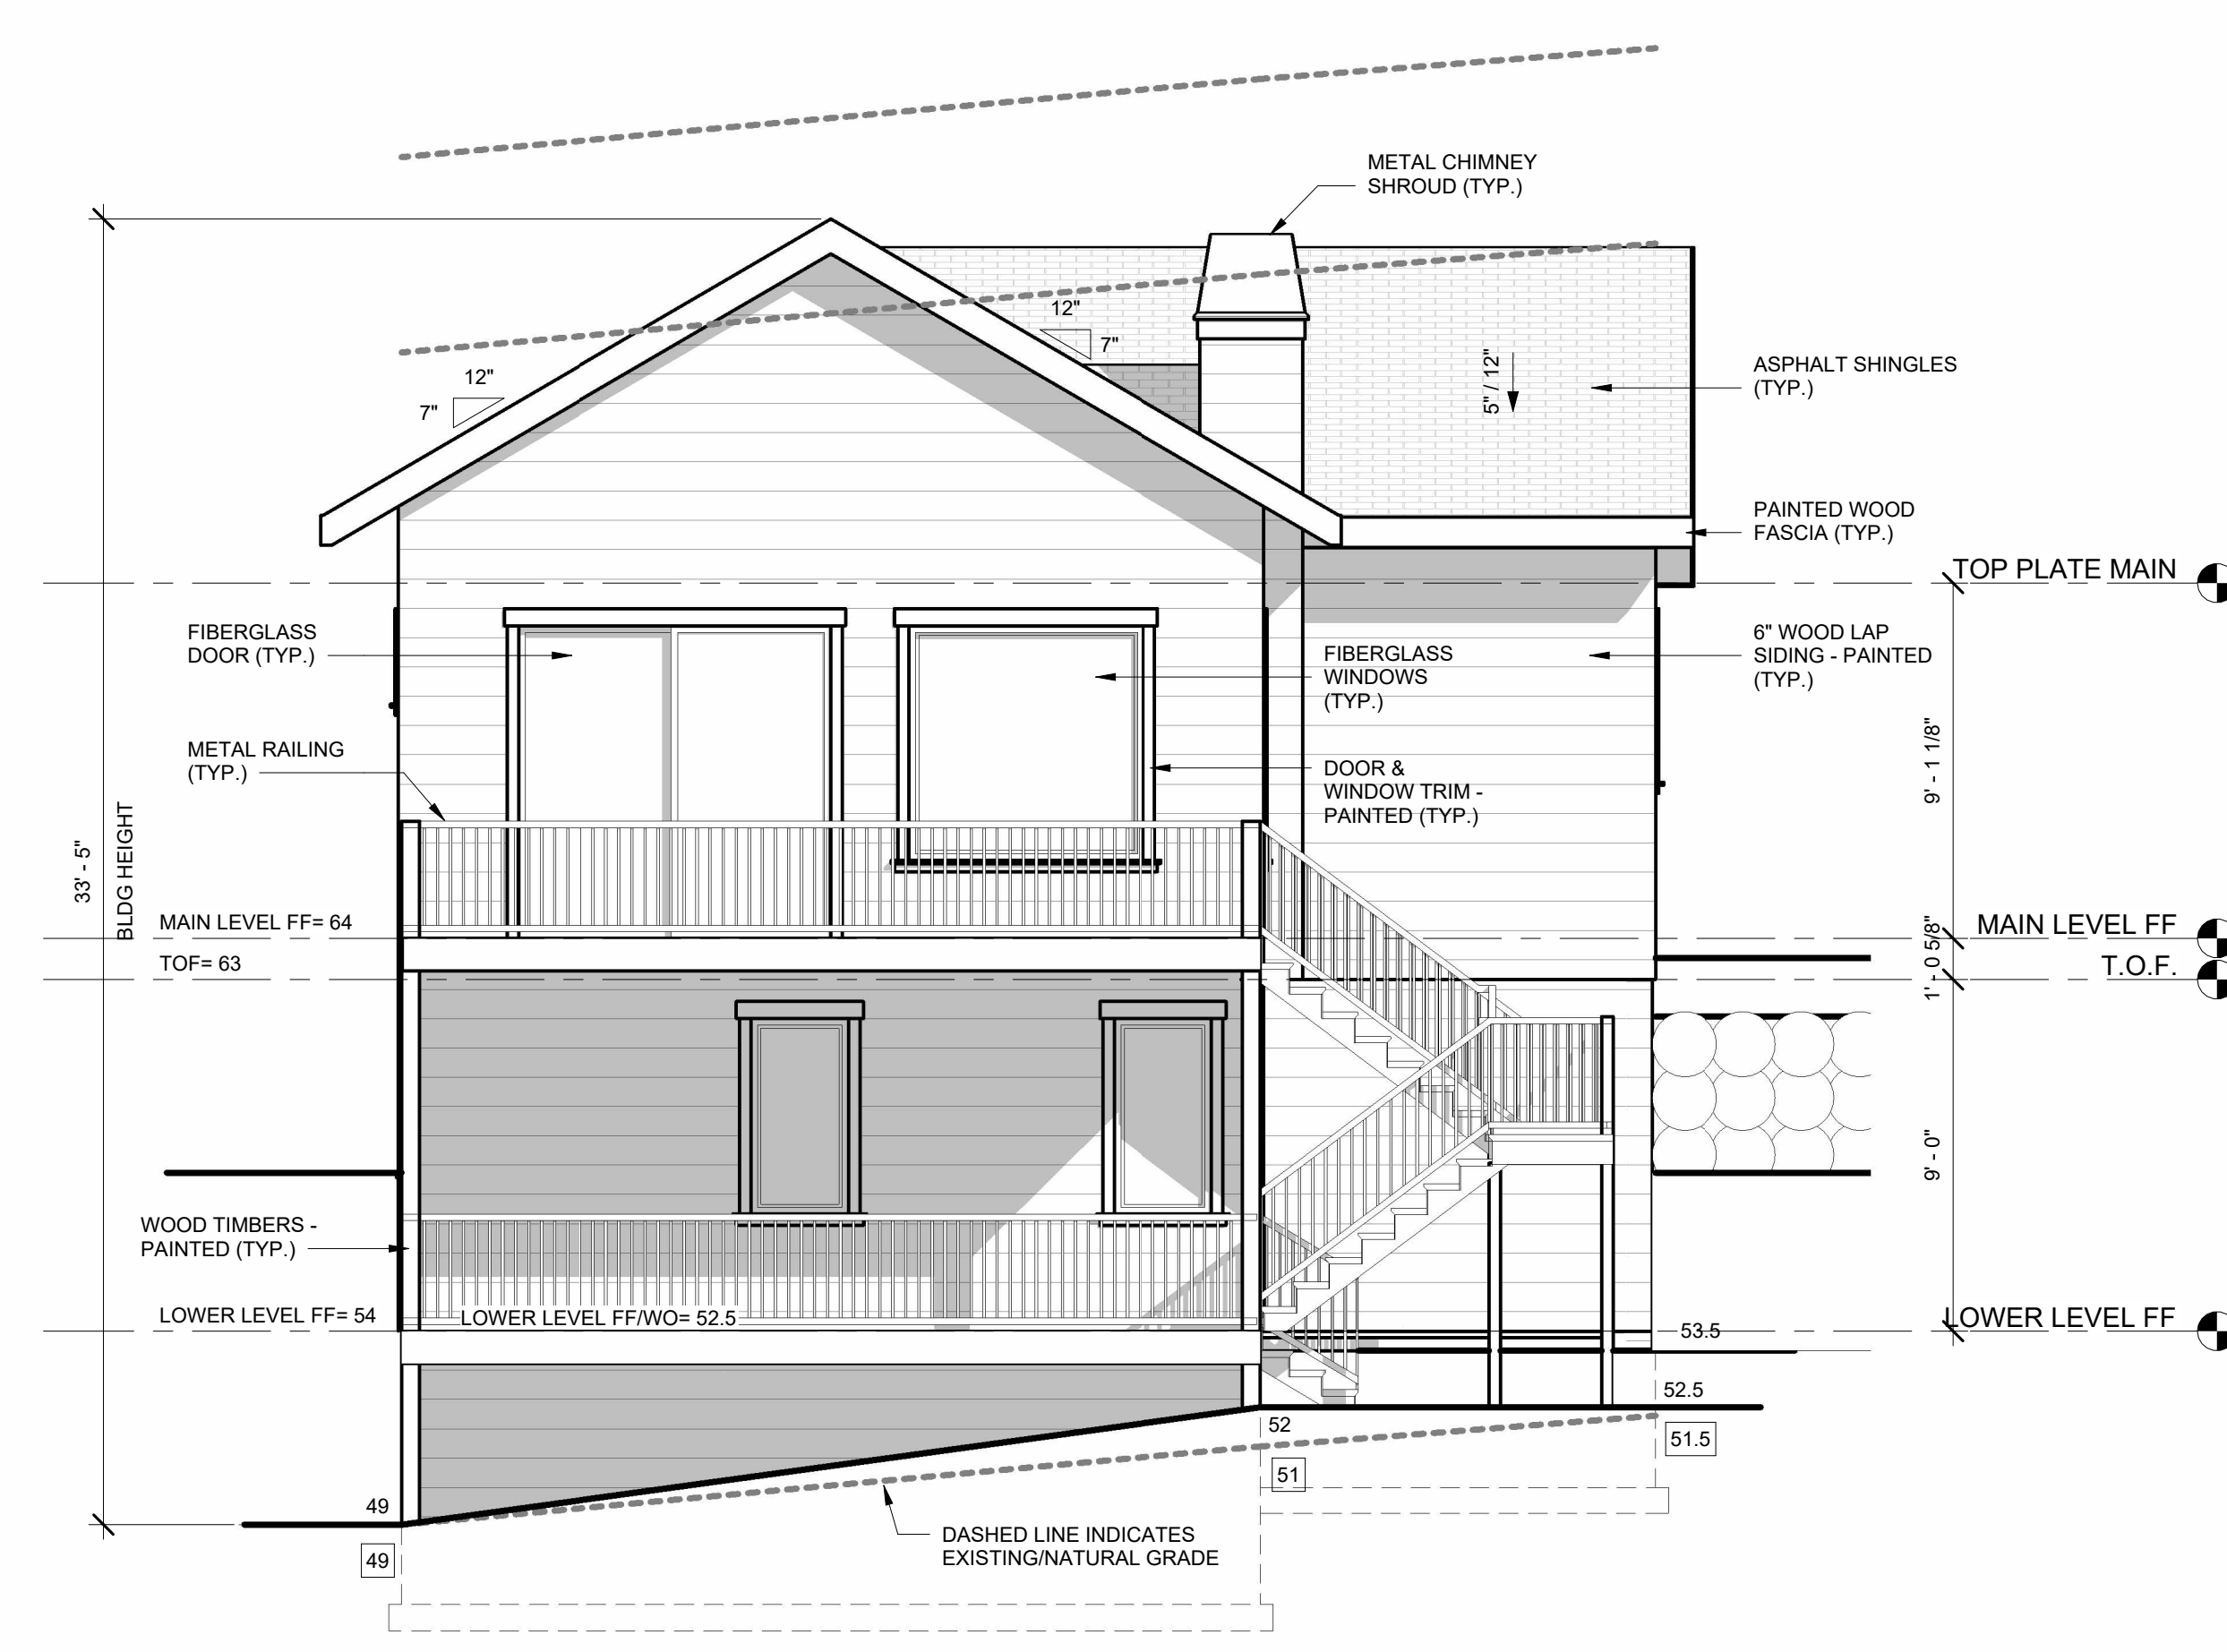 METAL CHIMNEY
SHROUD (TYP.)
12"
7"
12"
7"
5" / 12"
ASPHALT SHINGLES
(TYP.)
PAINTED WOOD
FASCIA (TYP.)
TOP PLATE MAIN
FIBERGLASS
DOOR (TYP.)
FIBERGLASS
WINDOWS
(TYP.)
6" WOOD LAP
SIDING - PAINTED
(TYP.)
METAL RAILING
(TYP.)
DOOR &
WINDOW TRIM -
PAINTED (TYP.)
9' - 1 1/8"
33' - 5"
BLDG HEIGHT
MAIN LEVEL FF= 64
MAIN LEVEL FF
1' - 0 5/8"
TOF= 63
T.O.F.
9' - 0"
WOOD TIMBERS -
PAINTED (TYP.)
LOWER LEVEL FF= 54
LOWER LEVEL FF/WO= 52.5
LOWER LEVEL FF
53.5
52.5
52
51.5
51
49
49
DASHED LINE INDICATES
EXISTING/NATURAL GRADE